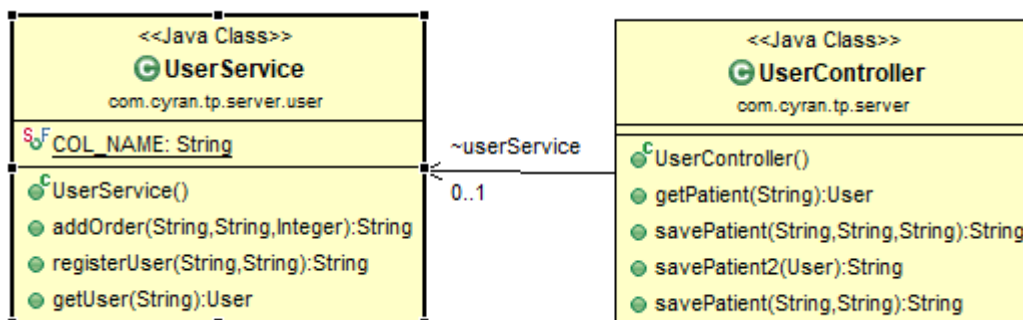 <<Java Class>>
UserService
com.cyran.tp.server.user
SF COL_NAME: String
C UserService()
addOrder(String,String,Integer):String
registerUser(String,String):String
getUser(String):User
~userService
0..1
<<Java Class>>
UserController
com.cyran.tp.server
C UserController()
getPatient(String):User
savePatient(String,String,String):String
savePatient2(User):String
savePatient(String,String):String